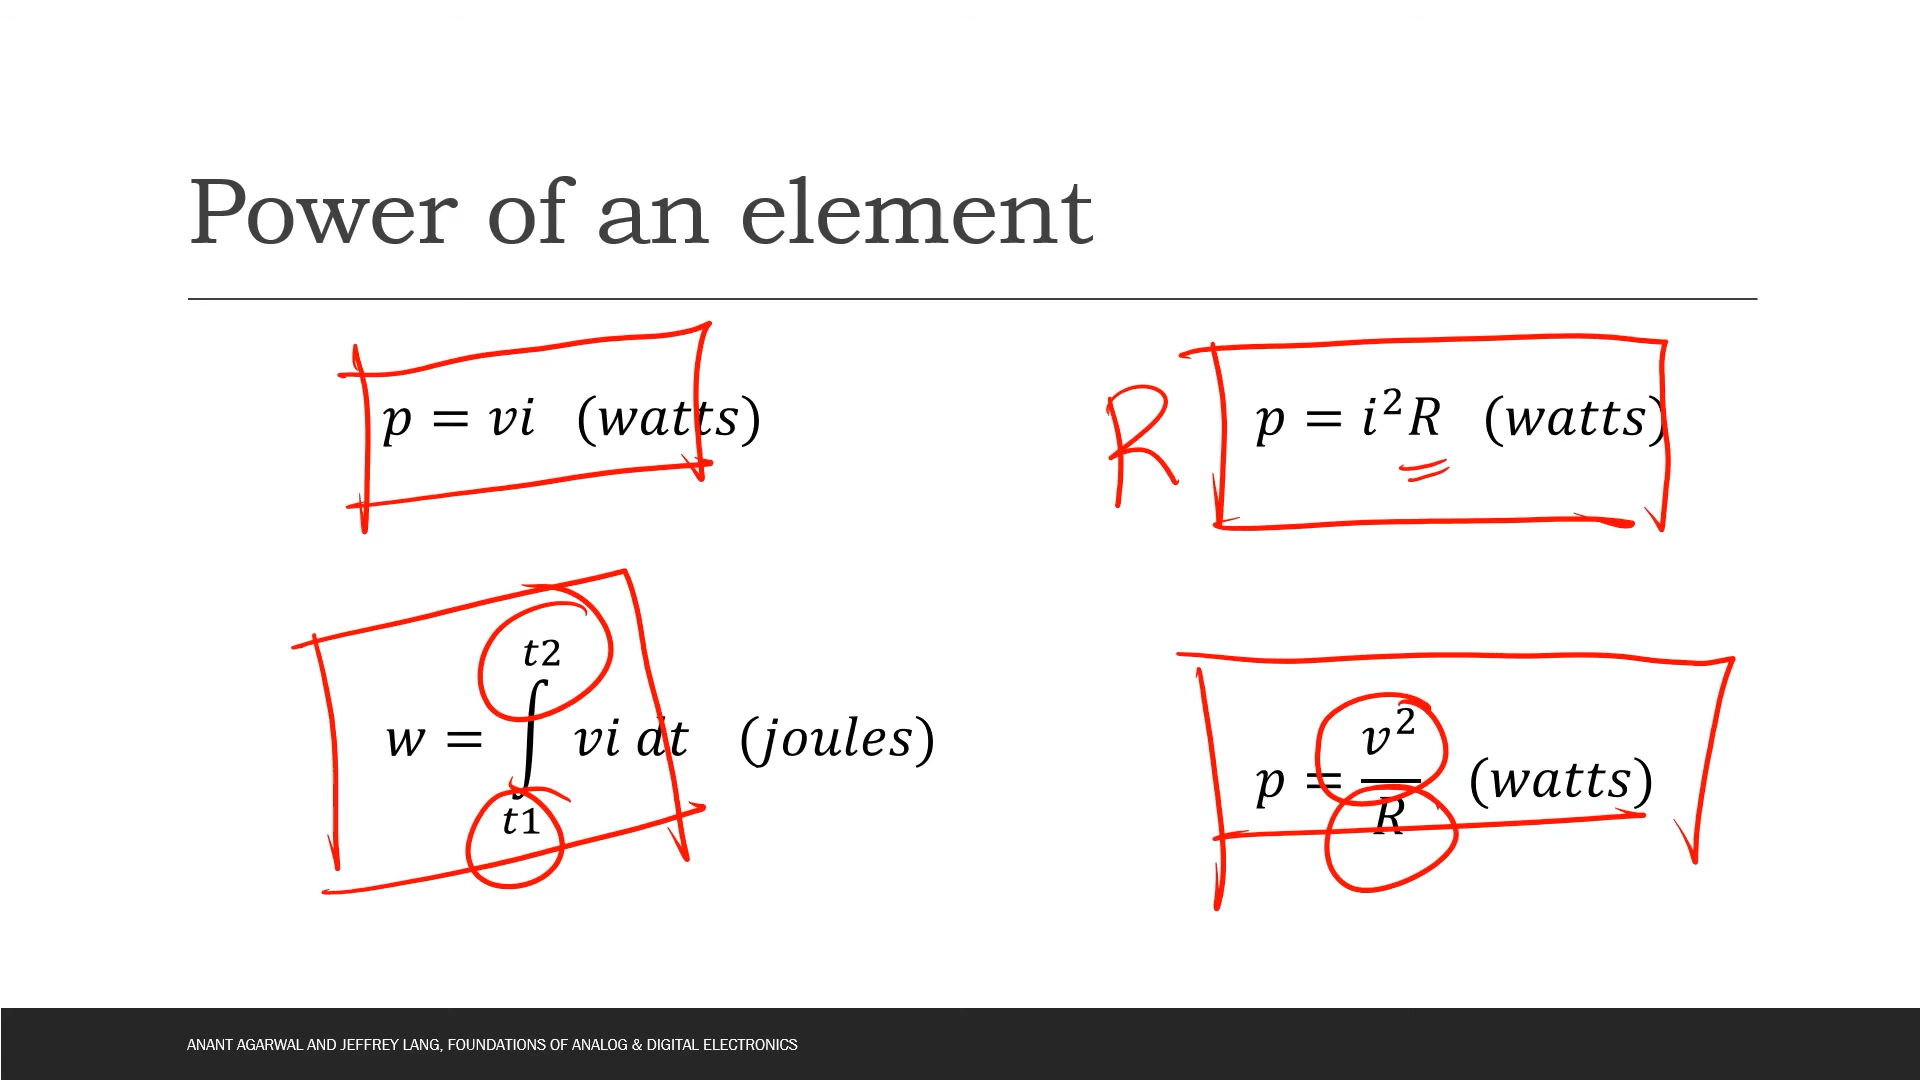 Power of an element
p = vi (watts)
R
p = i²R (watts)
w = ∫_{t1}^{t2} vi dt (joules)
p = v²/R (watts)
ANANT AGARWAL AND JEFFREY LANG, FOUNDATIONS OF ANALOG & DIGITAL ELECTRONICS